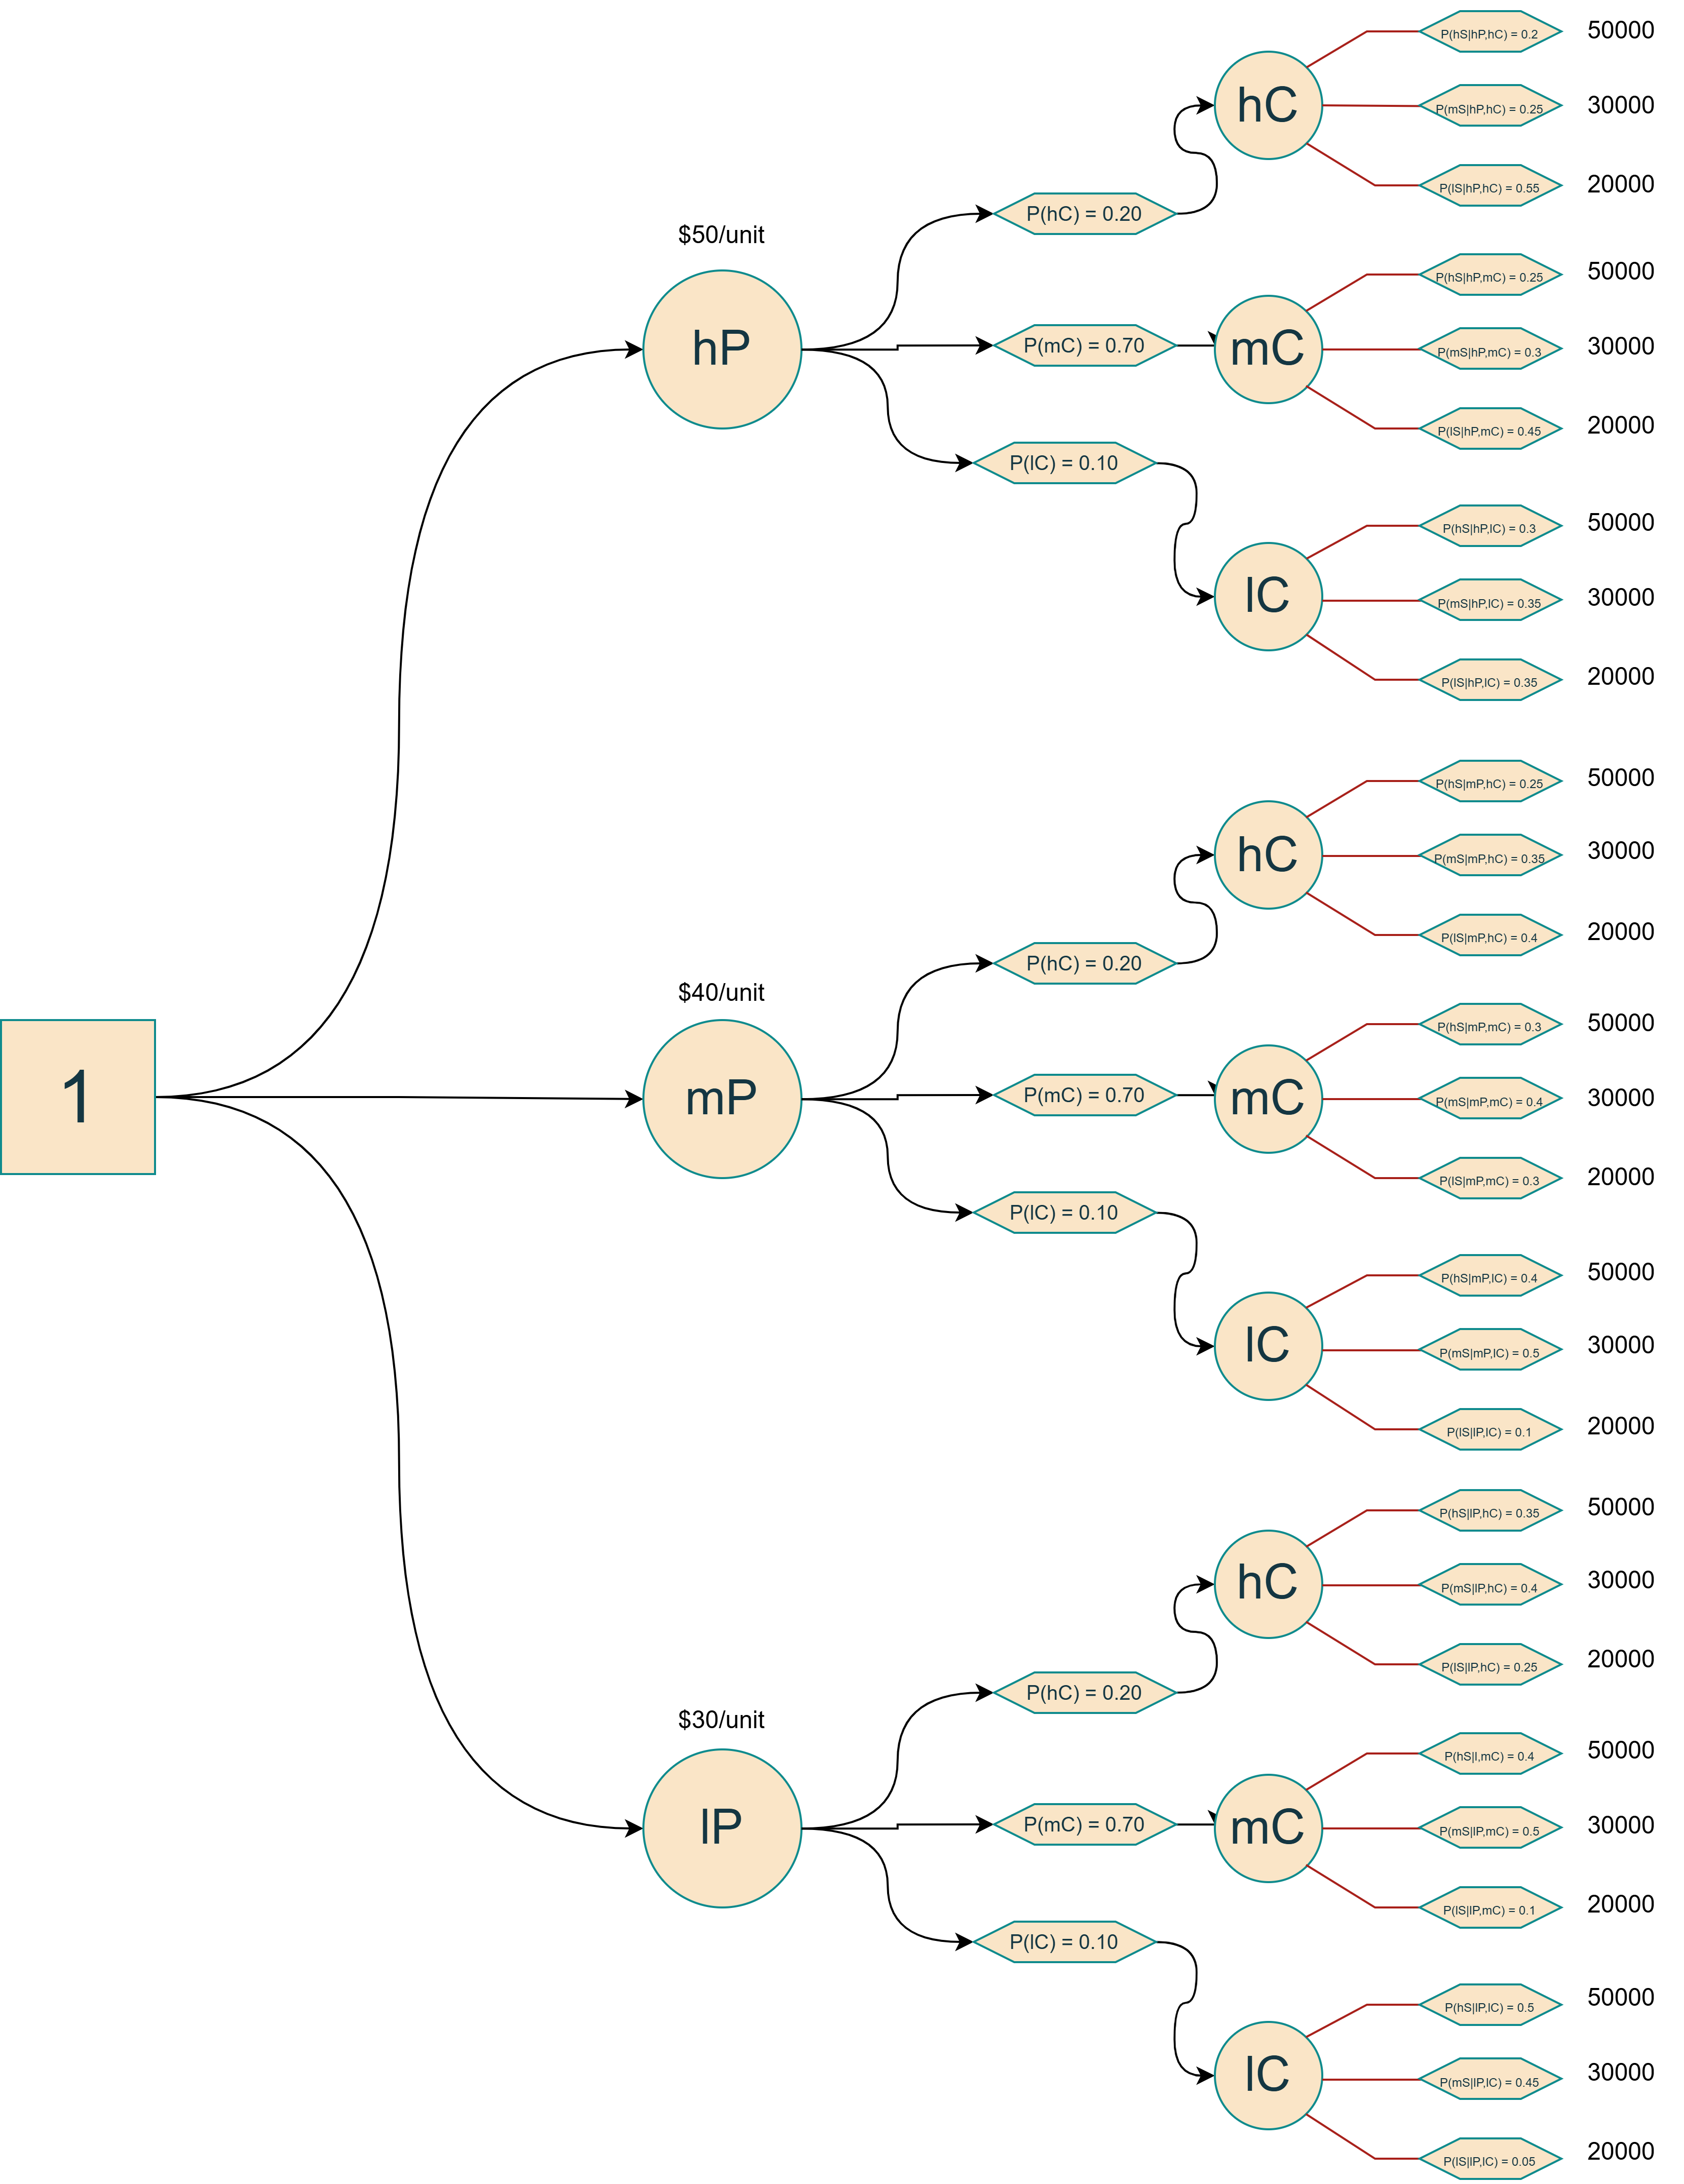 P(hS|hP,hC) = 0.2
50000
hC
P(mS|hP,hC) = 0.25
30000
P(lS|hP,hC) = 0.55
20000
P(hC) = 0.20
$50/unit
P(hS|hP,mC) = 0.25
50000
hP
P(mC) = 0.70
mC
P(mS|hP,mC) = 0.3
30000
P(lS|hP,mC) = 0.45
20000
P(lC) = 0.10
P(hS|hP,lC) = 0.3
50000
lC
P(mS|hP,lC) = 0.35
30000
P(lS|hP,lC) = 0.35
20000
P(hS|mP,hC) = 0.25
50000
hC
P(mS|mP,hC) = 0.35
30000
P(lS|mP,hC) = 0.4
20000
P(hC) = 0.20
$40/unit
P(hS|mP,mC) = 0.3
50000
1
mP
P(mC) = 0.70
mC
P(mS|mP,mC) = 0.4
30000
P(lS|mP,mC) = 0.3
20000
P(lC) = 0.10
P(hS|mP,lC) = 0.4
50000
lC
P(mS|mP,lC) = 0.5
30000
P(lS|lP,lC) = 0.1
20000
P(hS|lP,hC) = 0.35
50000
hC
P(mS|lP,hC) = 0.4
30000
P(lS|lP,hC) = 0.25
20000
P(hC) = 0.20
$30/unit
P(hS|l,mC) = 0.4
50000
lP
P(mC) = 0.70
mC
P(mS|lP,mC) = 0.5
30000
P(lS|lP,mC) = 0.1
20000
P(lC) = 0.10
P(hS|lP,lC) = 0.5
50000
lC
P(mS|lP,lC) = 0.45
30000
P(lS|lP,lC) = 0.05
20000